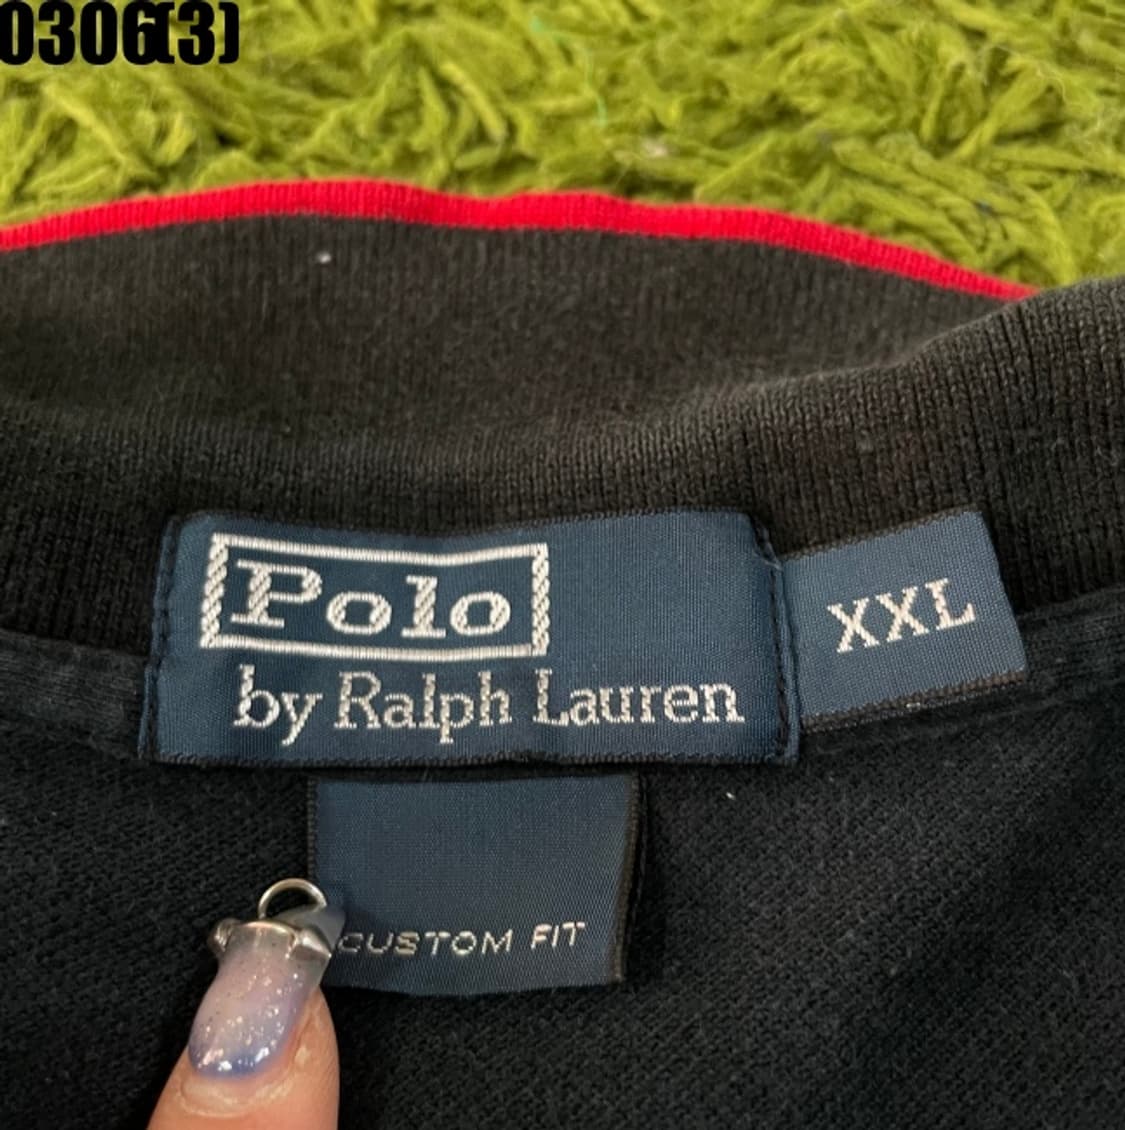 0306(3)
Polo
by Ralph Lauren
XXL
CUSTOM FIT